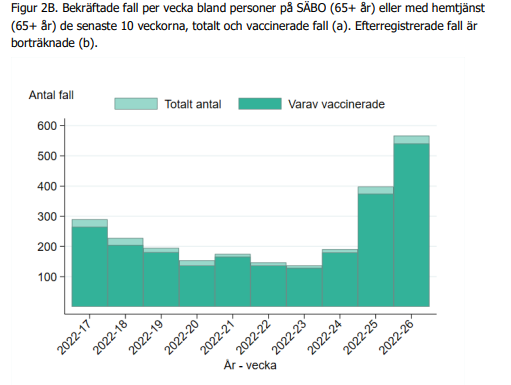 Figur 2B. Bekräftade fall per vecka bland personer på SÄBO (65+ år) eller med hemtjänst
(65+ år) de senaste 10 veckorna, totalt och vaccinerade fall (a). Efterregistrerade fall är
borträknade (b).
Antal fall
Totalt antal
Varav vaccinerade
600
500
400
300
200
100
2022-17
2022-18
2022-19
2022-20
2022-21
2022-22
2022-23
2022-24
2022-25
2022-26
År - vecka